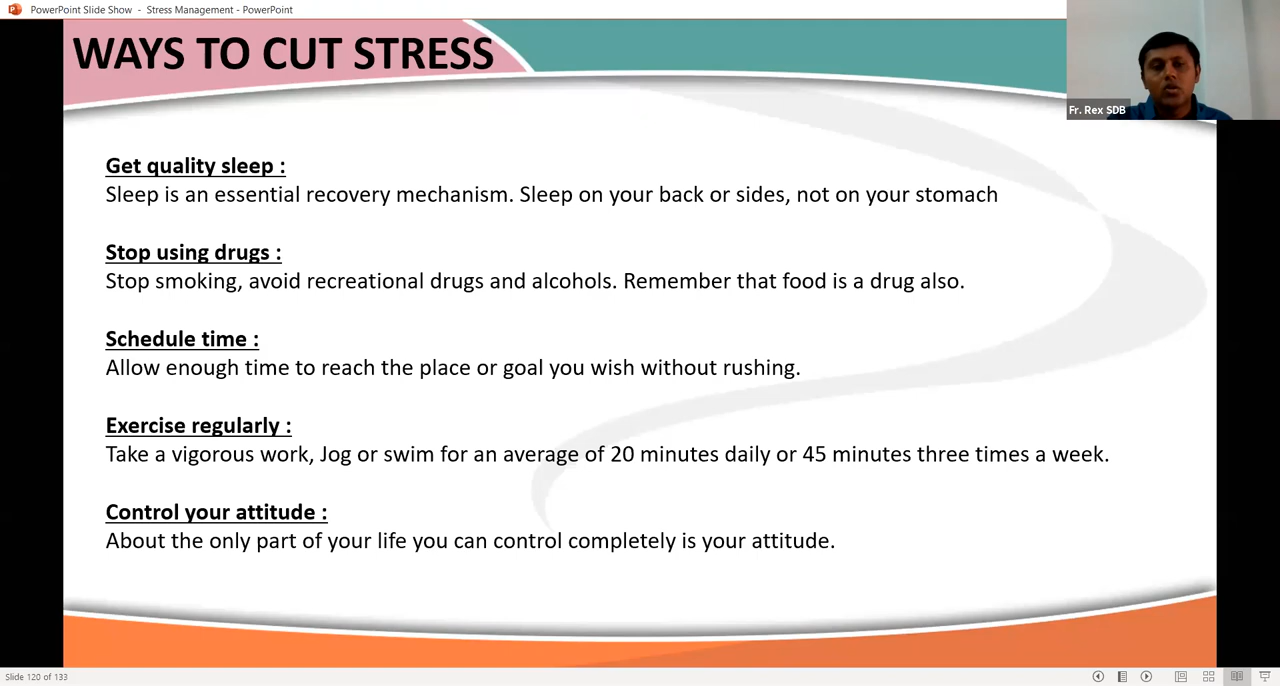 PowerPoint Slide Show - Stress Management - PowerPoint
WAYS TO CUT STRESS
Fr. Rex SDB
Get quality sleep :
Sleep is an essential recovery mechanism. Sleep on your back or sides, not on your stomach
Stop using drugs :
Stop smoking, avoid recreational drugs and alcohols. Remember that food is a drug also.
Schedule time :
Allow enough time to reach the place or goal you wish without rushing.
Exercise regularly :
Take a vigorous work, Jog or swim for an average of 20 minutes daily or 45 minutes three times a week.
Control your attitude :
About the only part of your life you can control completely is your attitude.
Slide 120 of 133